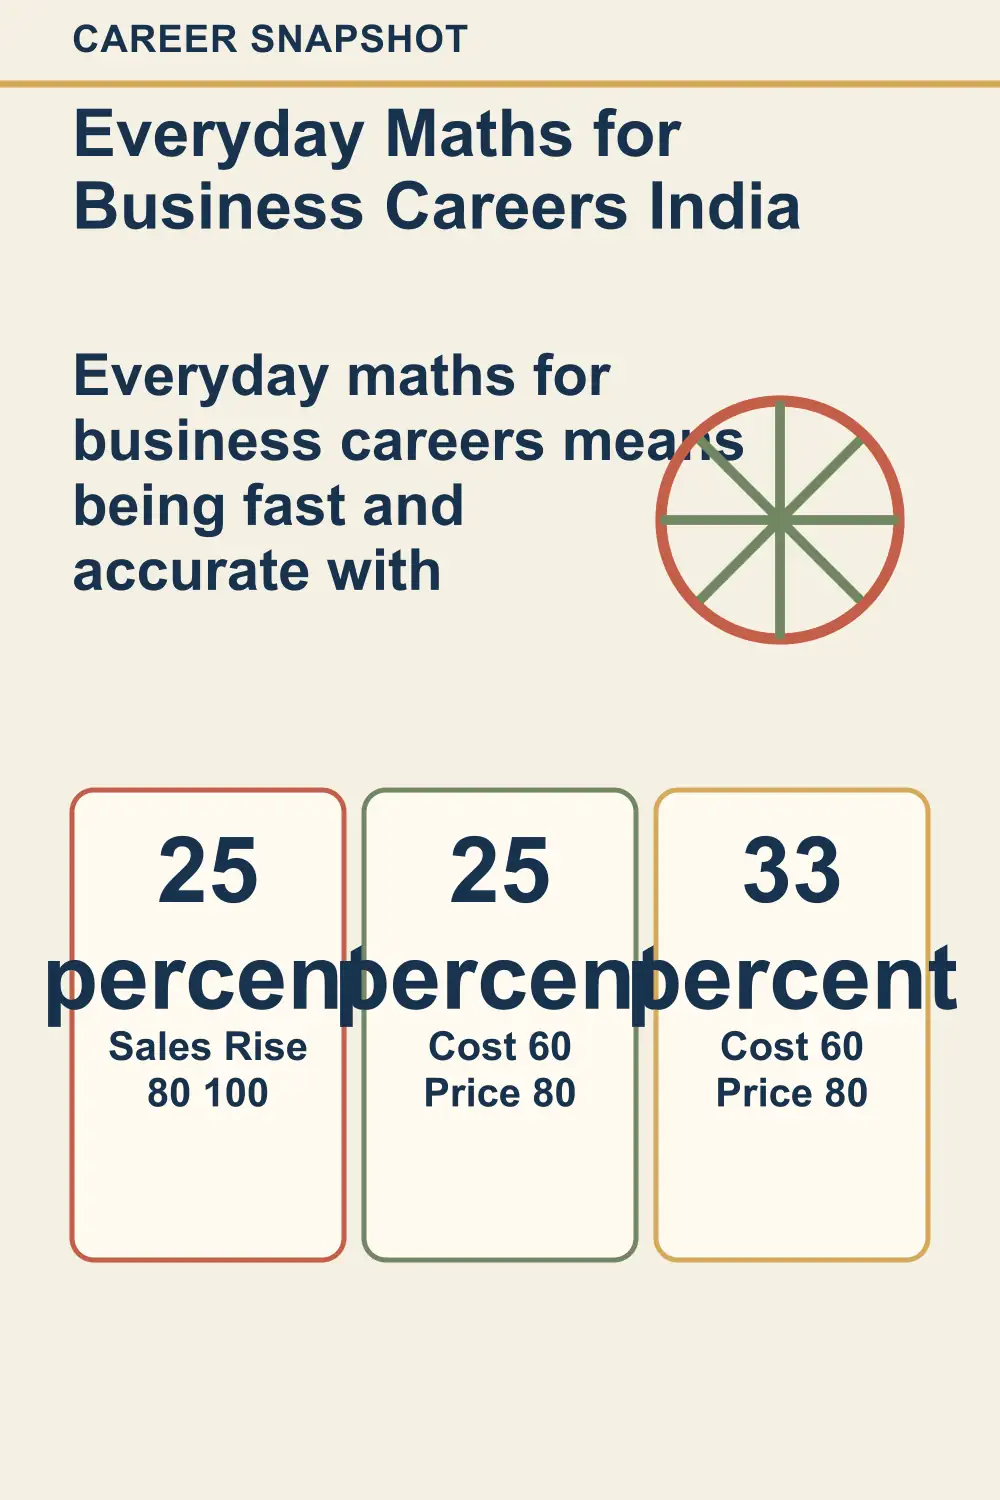 CAREER SNAPSHOT
Everyday Maths for
Business Careers India
Everyday maths for
business careers means
being fast and
accurate with
25
percent
Sales Rise
80 100
25
percent
Cost 60
Price 80
33
percent
Cost 60
Price 80